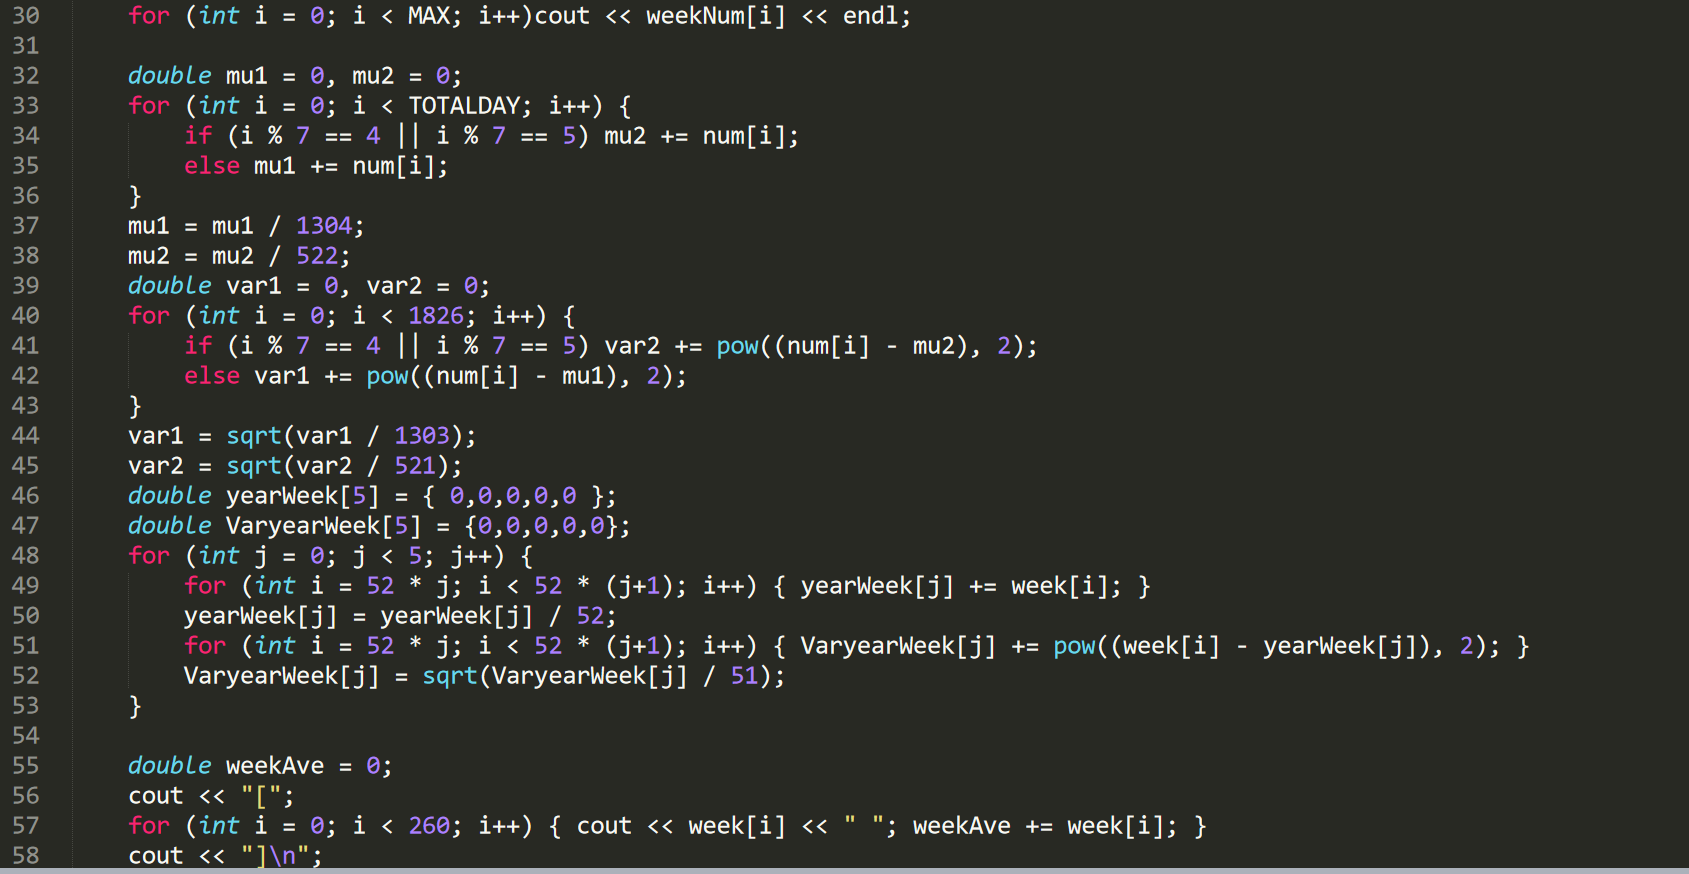 30 for (int i = 0; i < MAX; i++)cout << weekNum[i] << endl;
31
32 double mu1 = 0, mu2 = 0;
33 for (int i = 0; i < TOTALDAY; i++) {
34 if (i % 7 == 4 || i % 7 == 5) mu2 += num[i];
35 else mu1 += num[i];
36 }
37 mu1 = mu1 / 1304;
38 mu2 = mu2 / 522;
39 double var1 = 0, var2 = 0;
40 for (int i = 0; i < 1826; i++) {
41 if (i % 7 == 4 || i % 7 == 5) var2 += pow((num[i] - mu2), 2);
42 else var1 += pow((num[i] - mu1), 2);
43 }
44 var1 = sqrt(var1 / 1303);
45 var2 = sqrt(var2 / 521);
46 double yearWeek[5] = { 0,0,0,0,0 };
47 double VaryearWeek[5] = {0,0,0,0,0};
48 for (int j = 0; j < 5; j++) {
49 for (int i = 52 * j; i < 52 * (j+1); i++) { yearWeek[j] += week[i]; }
50 yearWeek[j] = yearWeek[j] / 52;
51 for (int i = 52 * j; i < 52 * (j+1); i++) { VaryearWeek[j] += pow((week[i] - yearWeek[j]), 2); }
52 VaryearWeek[j] = sqrt(VaryearWeek[j] / 51);
53 }
54
55 double weekAve = 0;
56 cout << "[";
57 for (int i = 0; i < 260; i++) { cout << week[i] << " "; weekAve += week[i]; }
58 cout << "]\n";